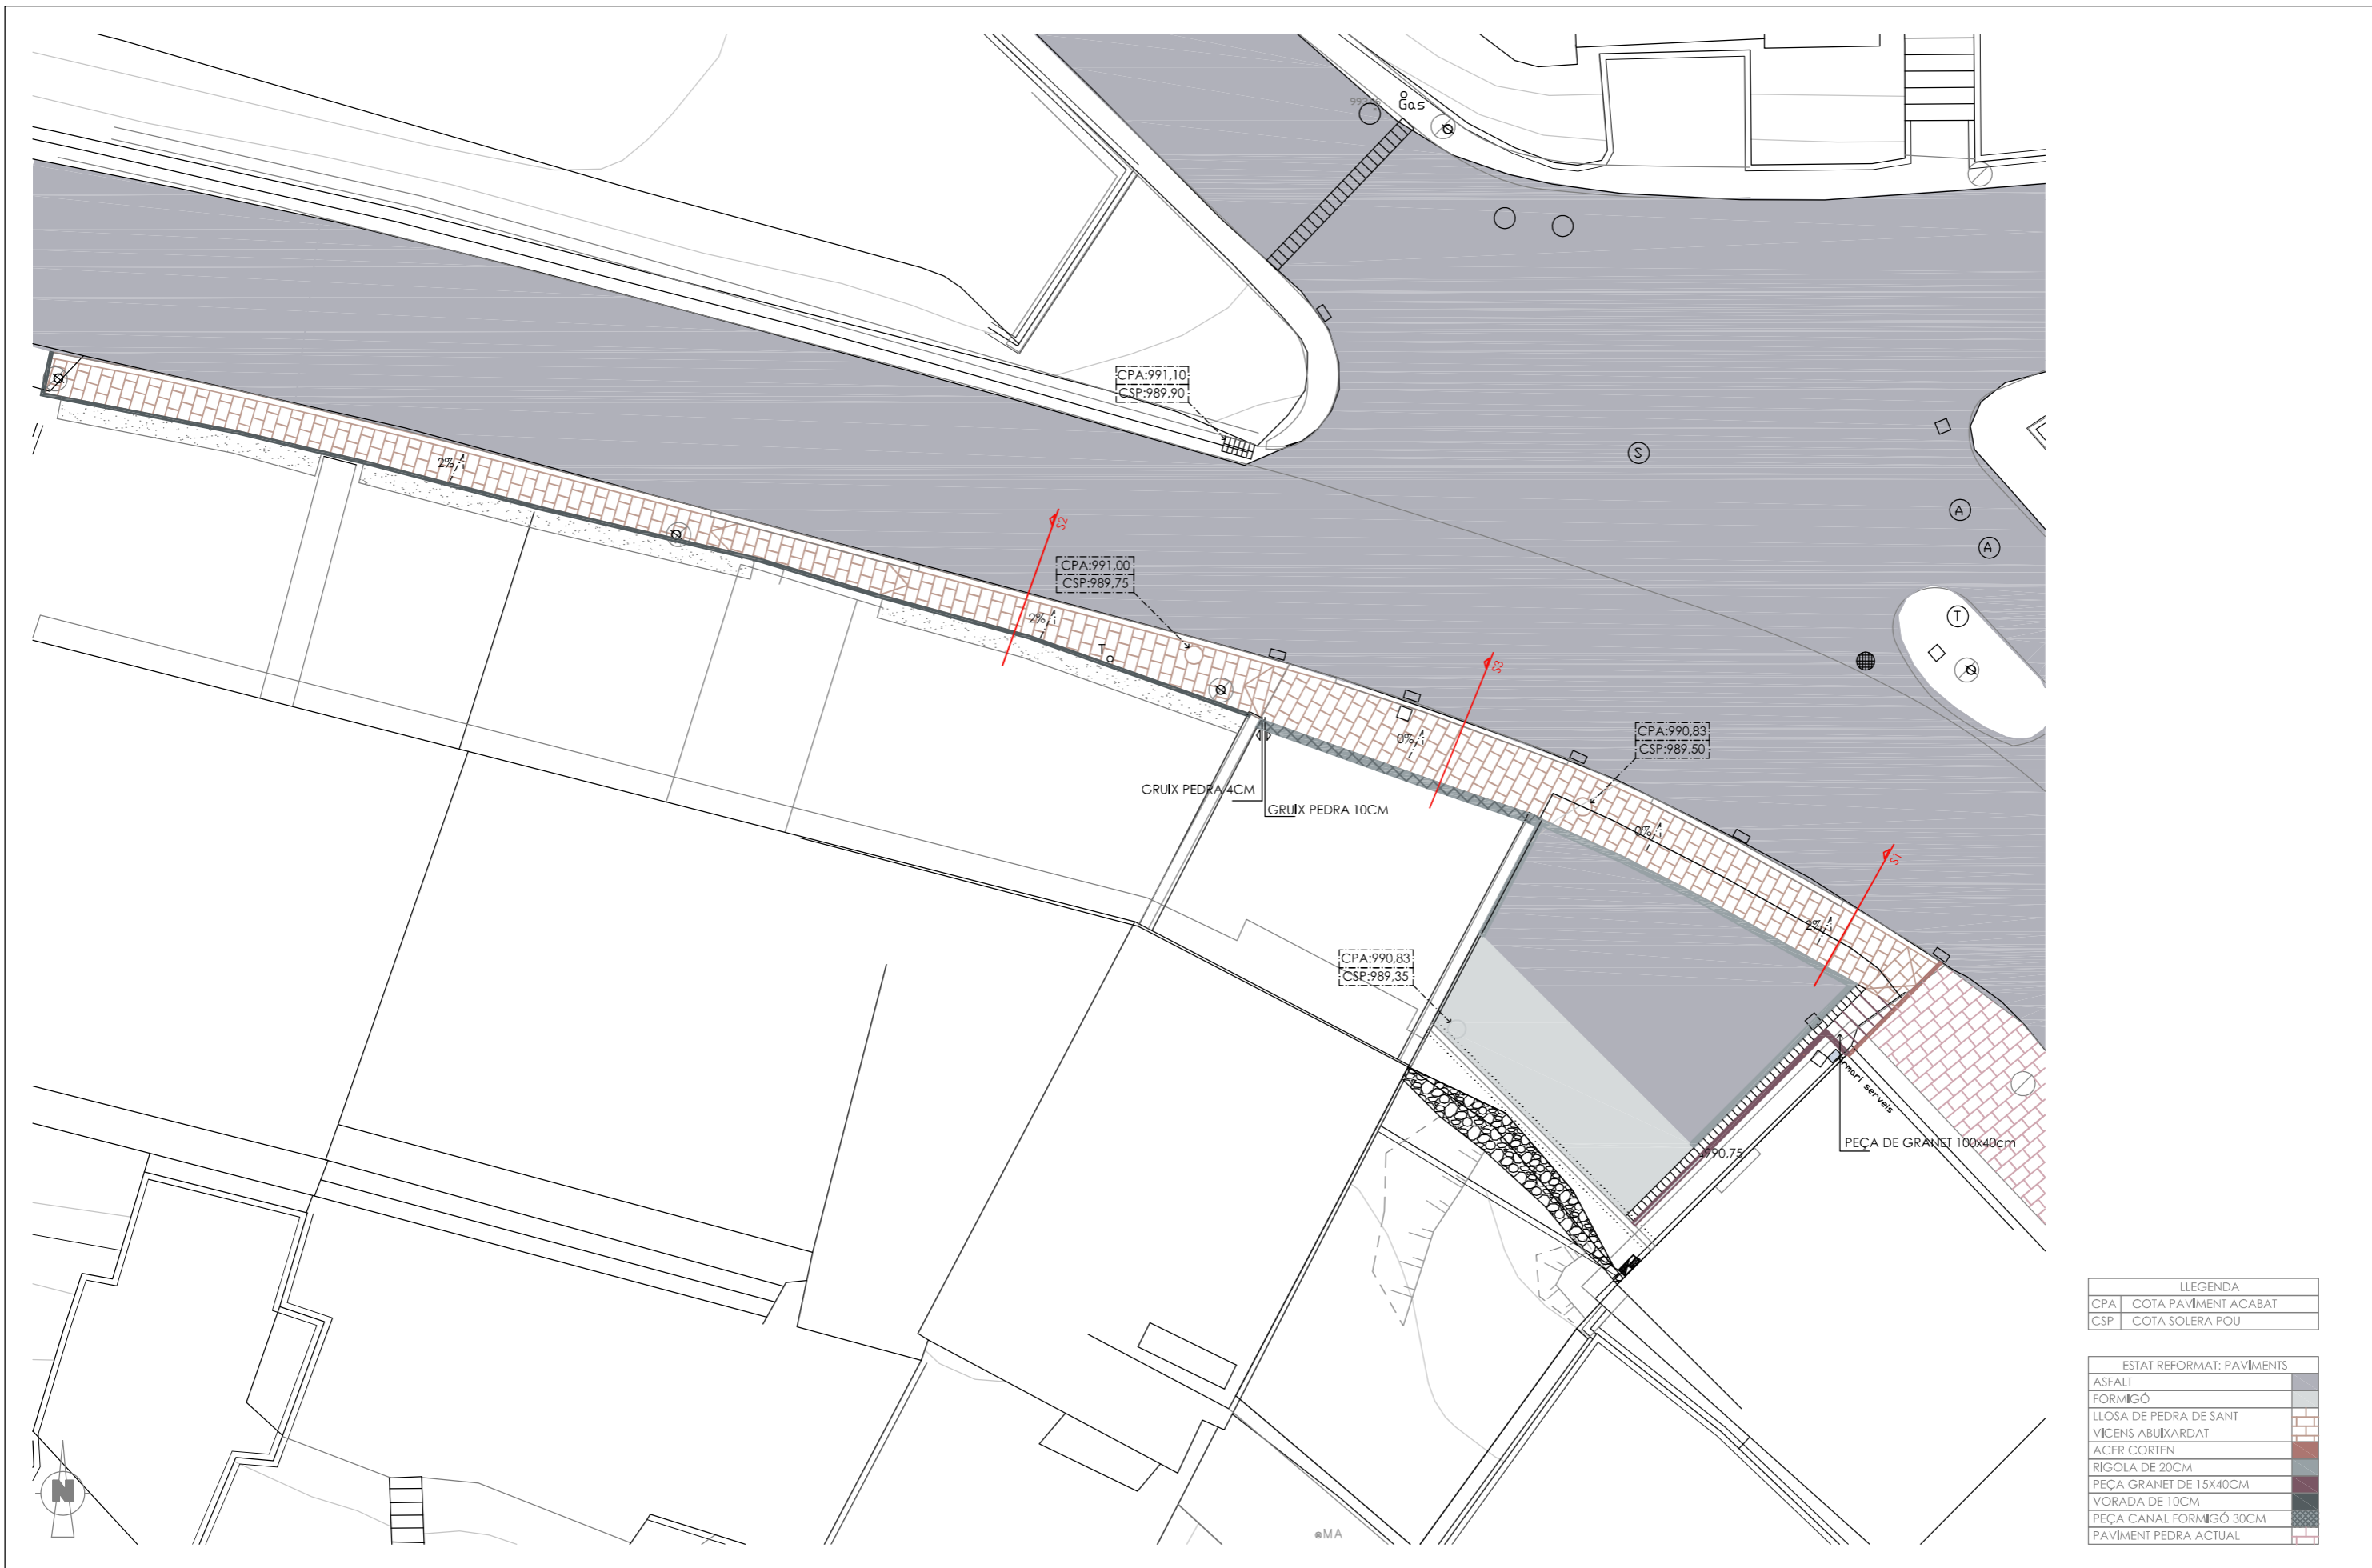 Gas
CPA:991,10
CSP:989,90
S
2%
A
S2
A
CPA:991,00
CSP:989,75
T
2%
T
S3
CPA:990,83
CSP:989,50
0%
GRUIX PEDRA 4CM
GRUIX PEDRA 10CM
0%
S1
2%
CPA:990,83
CSP:989,35
Armari serveis
PEÇA DE GRANET 100x40cm
990,75
LLEGENDA
CPA COTA PAVIMENT ACABAT
CSP COTA SOLERA POU
ESTAT REFORMAT: PAVIMENTS
ASFALT
FORMIGÓ
LLOSA DE PEDRA DE SANT
VICENS ABUIXARDAT
ACER CORTEN
RIGOLA DE 20CM
PEÇA GRANET DE 15X40CM
VORADA DE 10CM
PEÇA CANAL FORMIGÓ 30CM
PAVIMENT PEDRA ACTUAL
N
MA